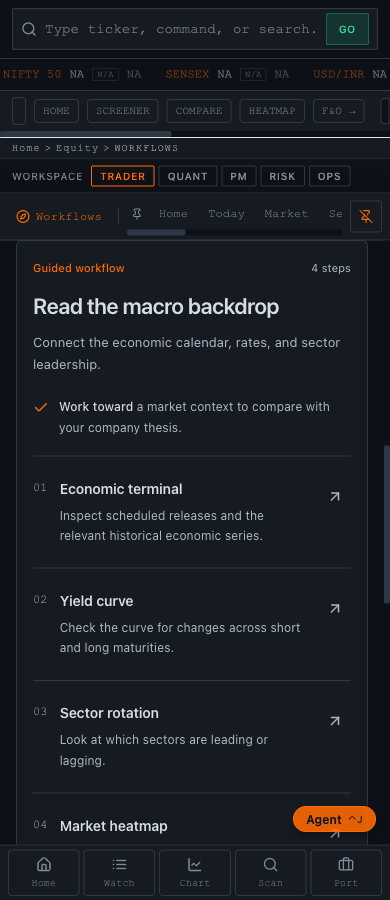 Type ticker, command, or search.
GO
NIFTY 50 NA N/A NA SENSEX NA N/A NA USD/INR NA
HOME SCREENER COMPARE HEATMAP F&O →
Home > Equity > WORKFLOWS
WORKSPACE TRADER QUANT PM RISK OPS
Workflows Home Today Market Se
Guided workflow 4 steps
Read the macro backdrop
Connect the economic calendar, rates, and sector
leadership.
Work toward a market context to compare with
your company thesis.
01 Economic terminal
Inspect scheduled releases and the
relevant historical economic series.
02 Yield curve
Check the curve for changes across short
and long maturities.
03 Sector rotation
Look at which sectors are leading or
lagging.
04 Market heatmap
Agent ^J
Home Watch Chart Scan Port